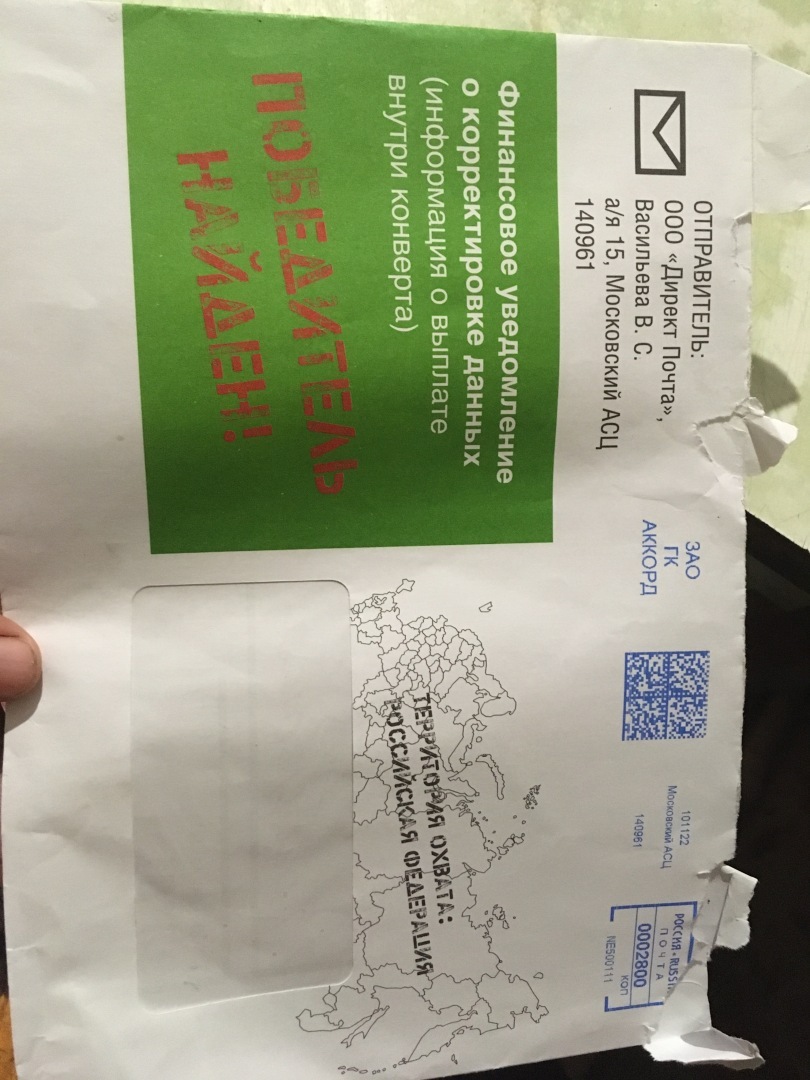 ОТПРАВИТЕЛЬ:
ООО «Директ Почта»,
Васильева В. С.
а/я 15, Московский АСЦ
140961
ЗАО
ГК
АККОРД
101122
Московский АСЦ
140961
РОССИЯ·RUSSIA
ПОЧТА
0002800
коп
NE500111
Финансовое уведомление
о корректировке данных
(информация о выплате
внутри конверта)
ПОБЕДИТЕЛЬ
НАЙДЕН!
ТЕРРИТОРИЯ ОХВАТА:
РОССИЙСКАЯ ФЕДЕРАЦИЯ